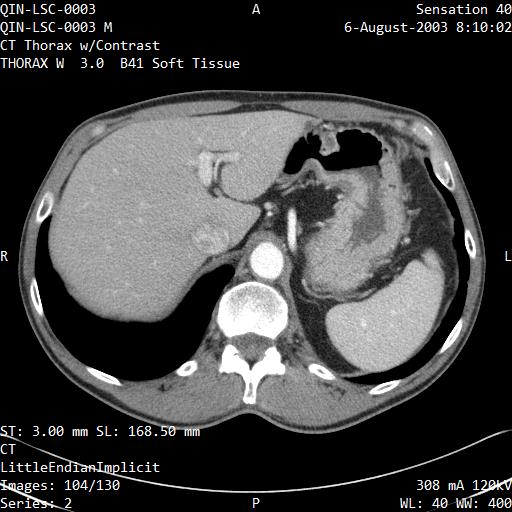 QIN-LSC-0003 A Sensation 40
QIN-LSC-0003 M 6-August-2003 8:10:02
CT Thorax w/Contrast
THORAX W 3.0 B41 Soft Tissue
R L
ST: 3.00 mm SL: 168.50 mm
CT
LittleEndianImplicit
Images: 104/130 308 mA 120kV
Series: 2 P WL: 40 WW: 400